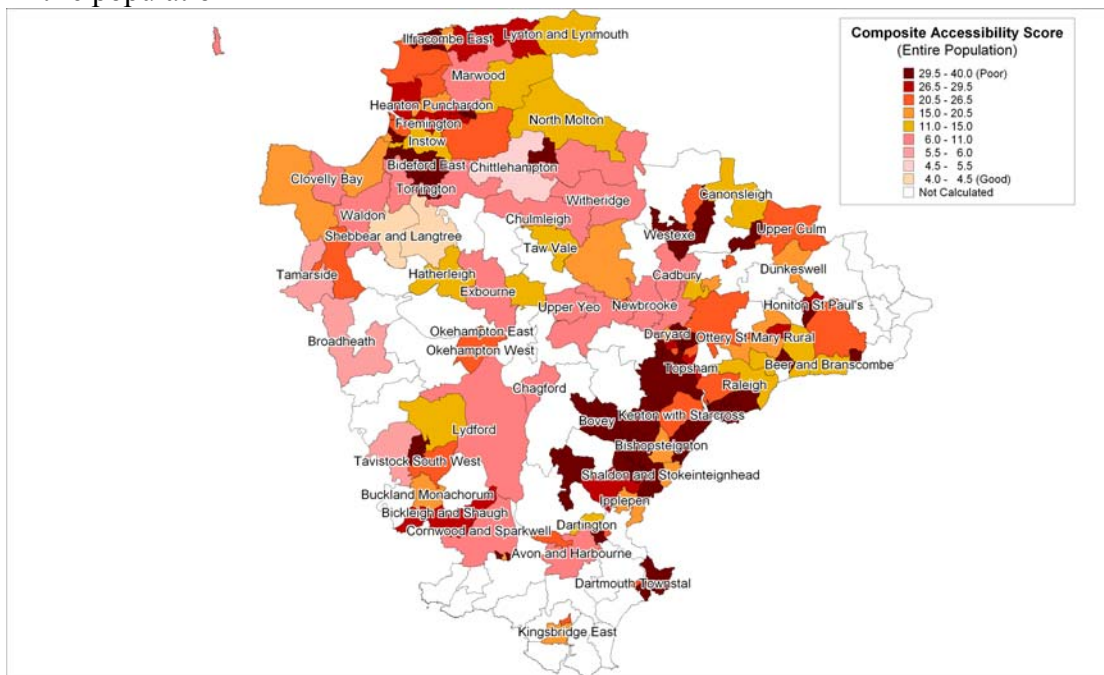 Composite Accessibility Score
(Entire Population)
29.5 - 40.0 (Poor)
26.5 - 29.5
20.5 - 26.5
15.0 - 20.5
11.0 - 15.0
6.0 - 11.0
5.5 - 6.0
4.5 - 5.5
4.0 - 4.5 (Good)
Not Calculated
Ilfracombe East
Lynton and Lynmouth
Marwood
Heanton Punchardon
North Molton
Fremington
Instow
Bideford East
Chittlehampton
Clovelly Bay
Torrington
Witheridge
Canonsleigh
Waldon
Chulmleigh
Westexe
Upper Culm
Shebbear and Langtree
Taw Vale
Tamarside
Hatherleigh
Cadbury
Dunkeswell
Exbourne
Upper Yeo
Newbrooke
Honiton St Paul's
Okehampton East
Broadheath
Okehampton West
Duryard
Ottery St Mary Rural
Topsham
Beer and Branscombe
Chagford
Raleigh
Bovey
Kenton with Starcross
Lydford
Bishopsteignton
Tavistock South West
Shaldon and Stokeinteignhead
Buckland Monachorum
Ipplepen
Bickleigh and Shaugh
Cornwood and Sparkwell
Dartington
Avon and Harbourne
Dartmouth Townstal
Kingsbridge East